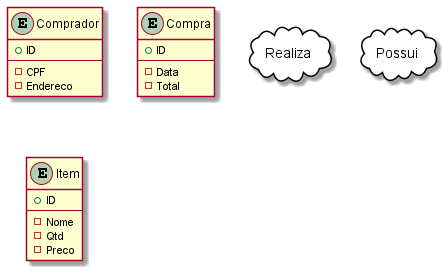 E Comprador
ID
CPF
Endereco
E Compra
ID
Data
Total
Realiza
Possui
E Item
ID
Nome
Qtd
Preco